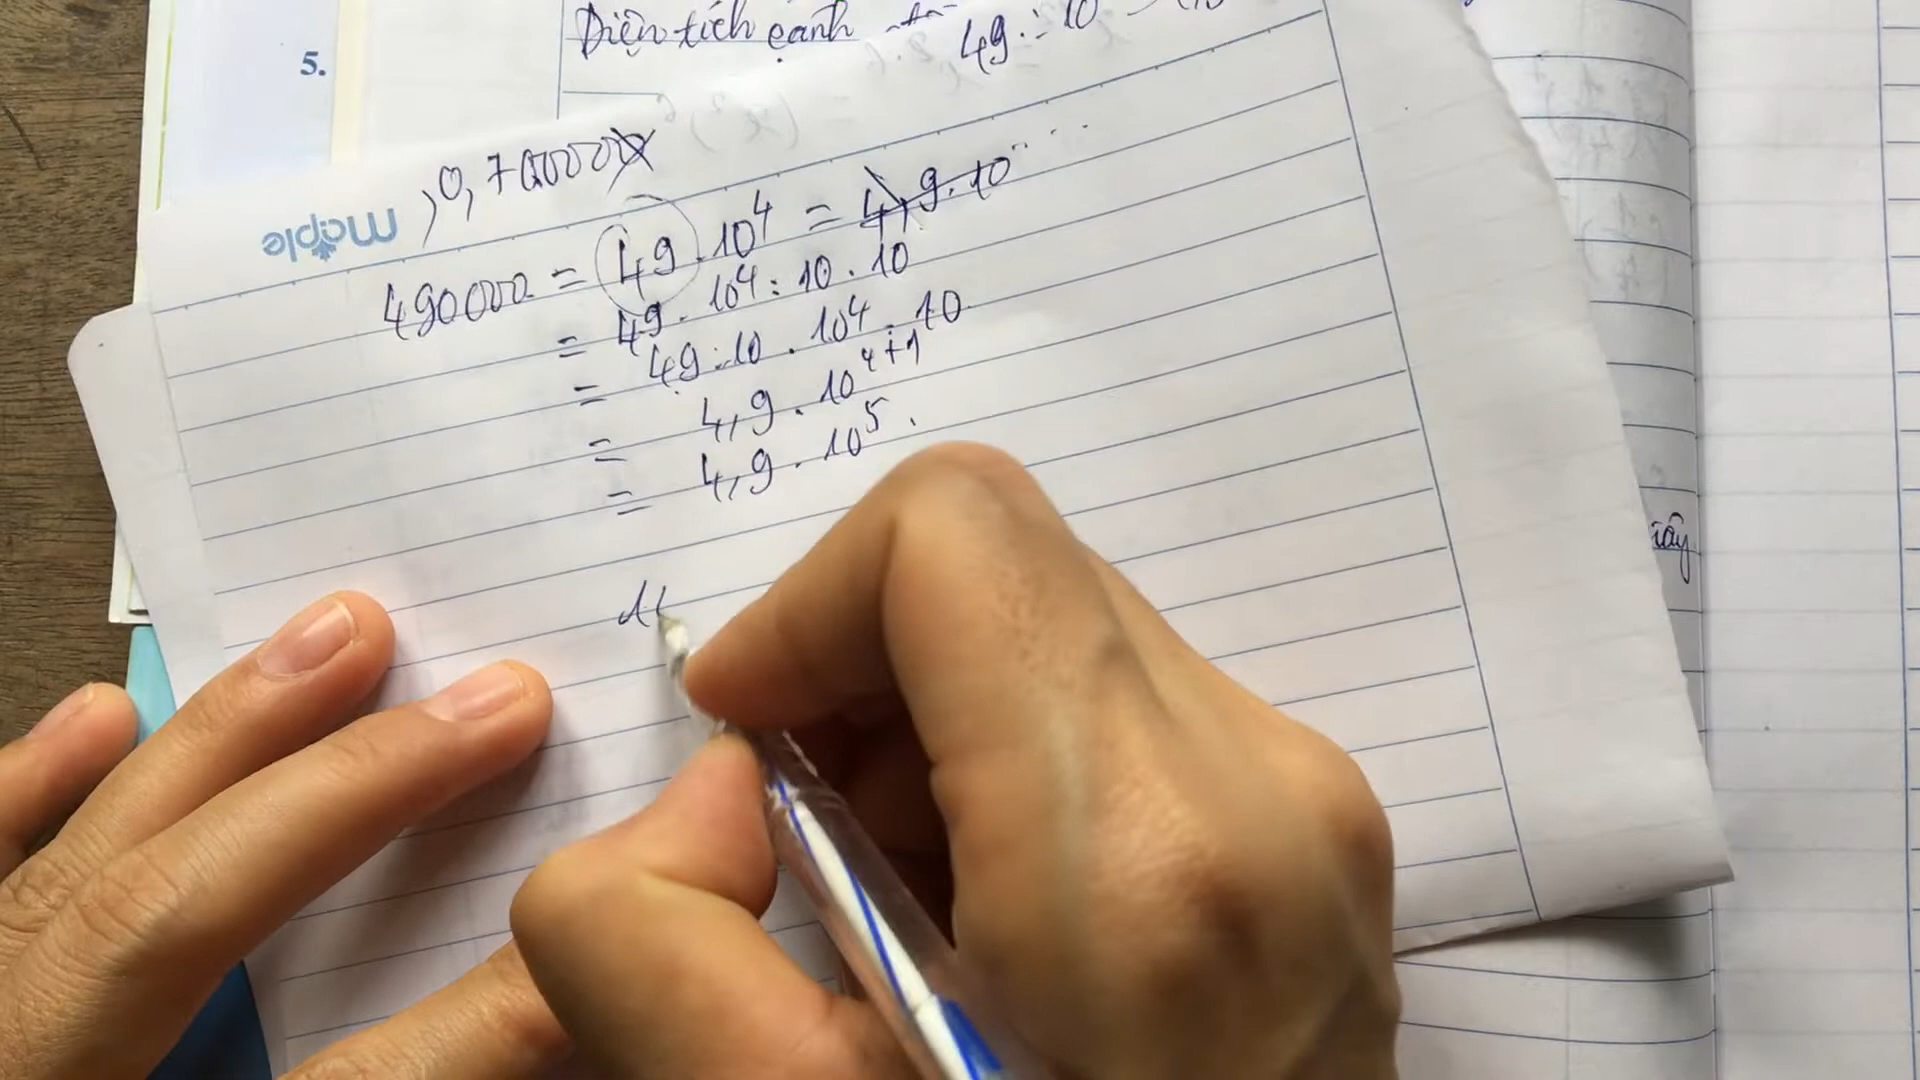 5.
Diện tích cạnh
49 : 10
maple
0,70000
490000 = 49 . 10⁴ = 4,9 . 10
= 49 . 10⁴ : 10 . 10
= 49 : 10 . 10⁴ . 10
= 4,9 . 10⁴⁺¹
= 4,9 . 10⁵ .